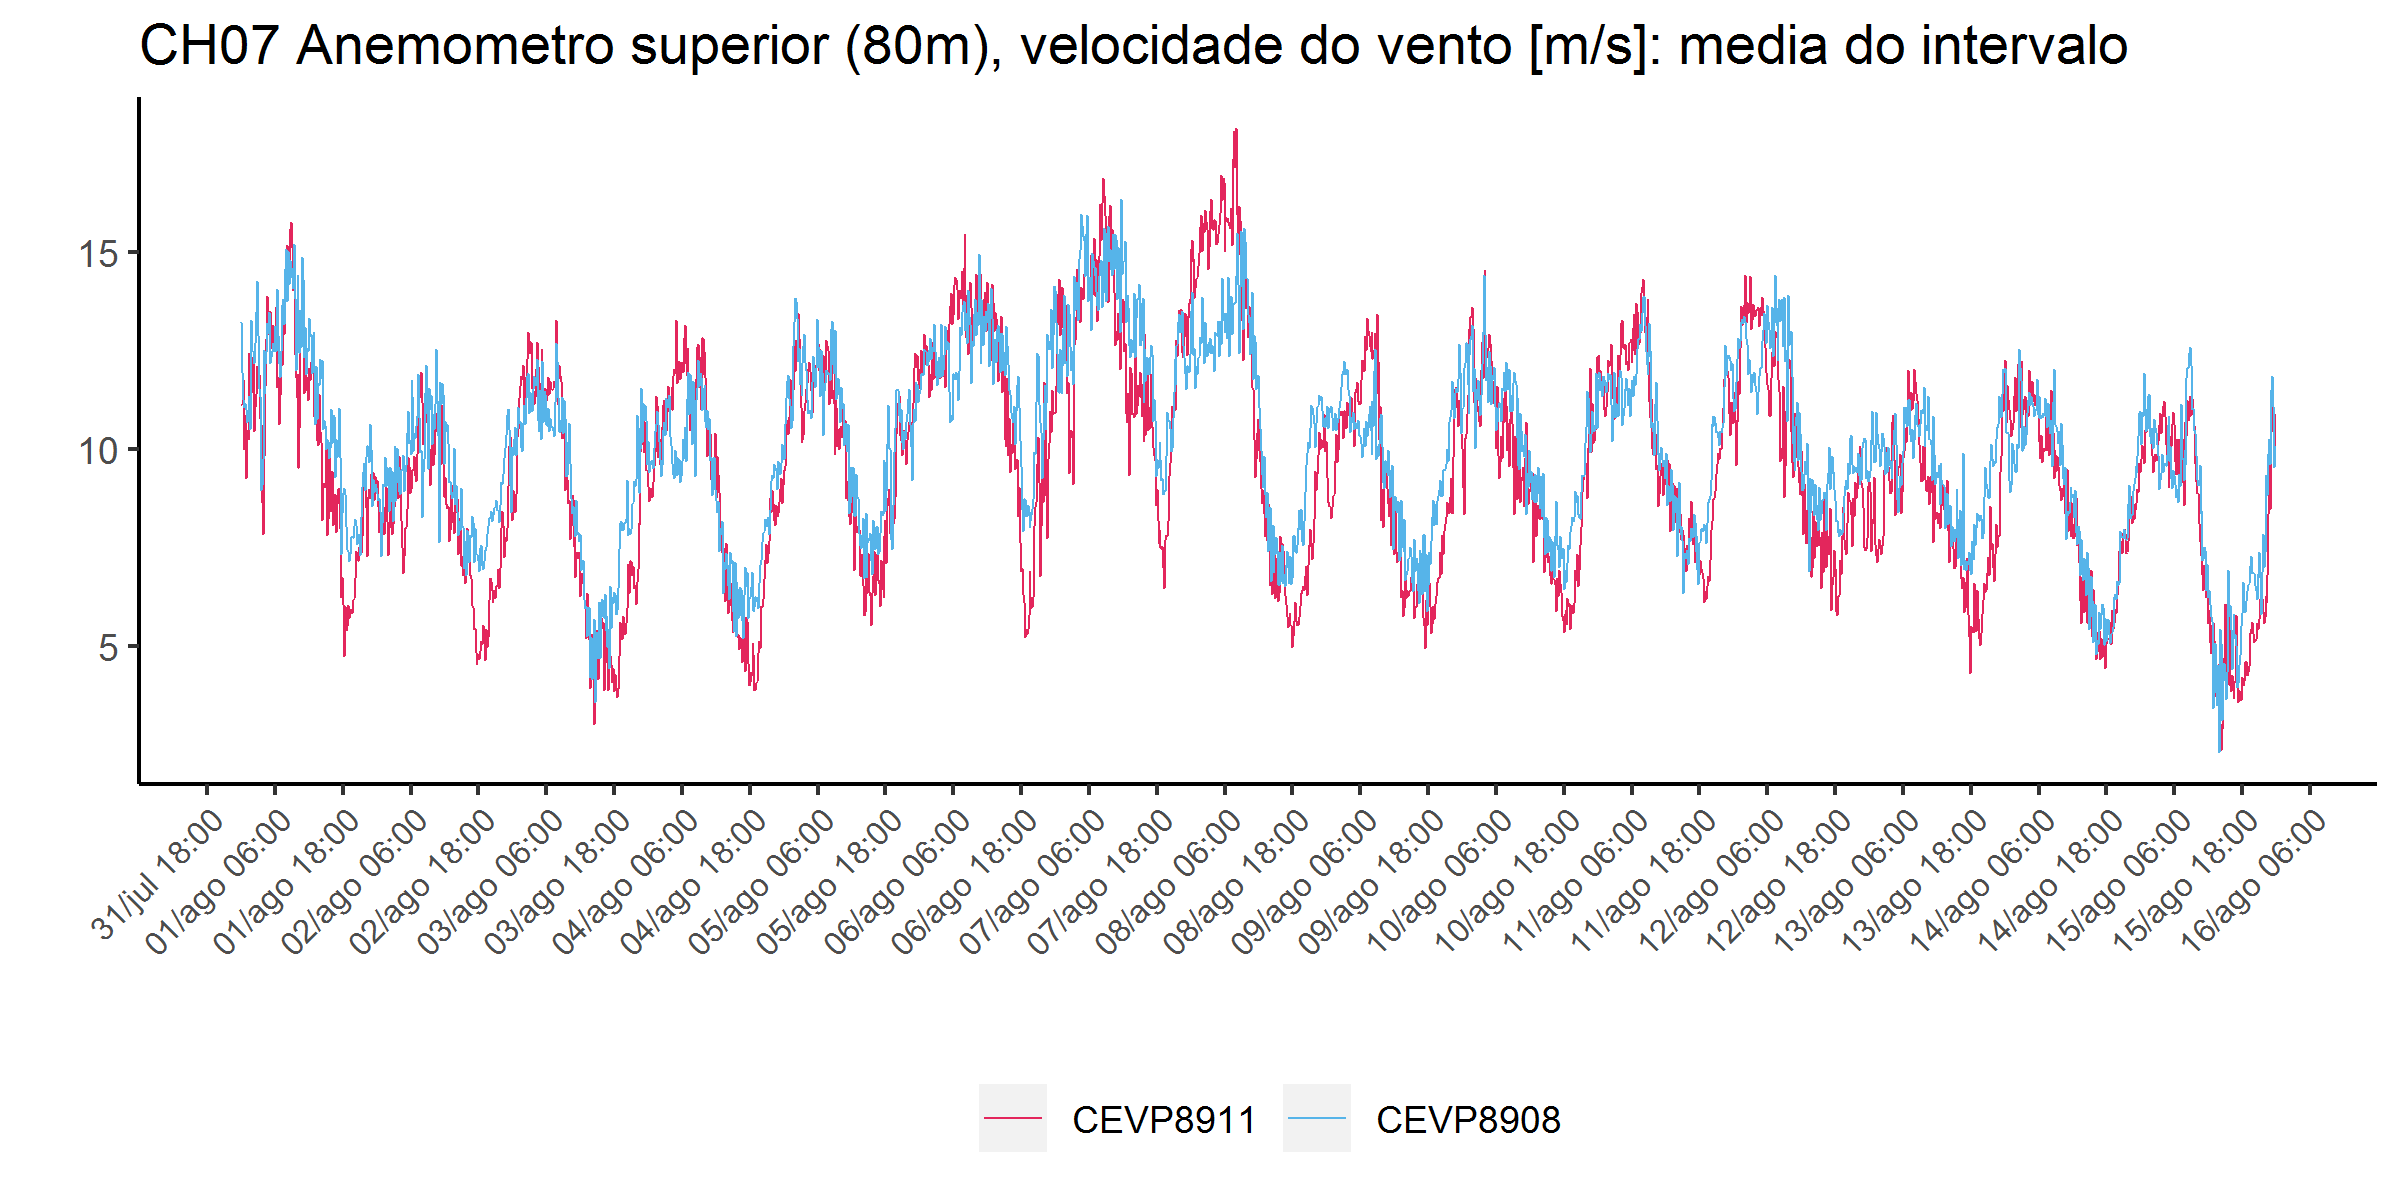 CH07 Anemometro superior (80m), velocidade do vento [m/s]: media do intervalo
15
10
5
31/jul 18:00
01/ago 06:00
01/ago 18:00
02/ago 06:00
02/ago 18:00
03/ago 06:00
03/ago 18:00
04/ago 06:00
04/ago 18:00
05/ago 06:00
05/ago 18:00
06/ago 06:00
06/ago 18:00
07/ago 06:00
07/ago 18:00
08/ago 06:00
08/ago 18:00
09/ago 06:00
09/ago 18:00
10/ago 06:00
10/ago 18:00
11/ago 06:00
11/ago 18:00
12/ago 06:00
12/ago 18:00
13/ago 06:00
13/ago 18:00
14/ago 06:00
14/ago 18:00
15/ago 06:00
15/ago 18:00
16/ago 06:00
CEVP8911
CEVP8908